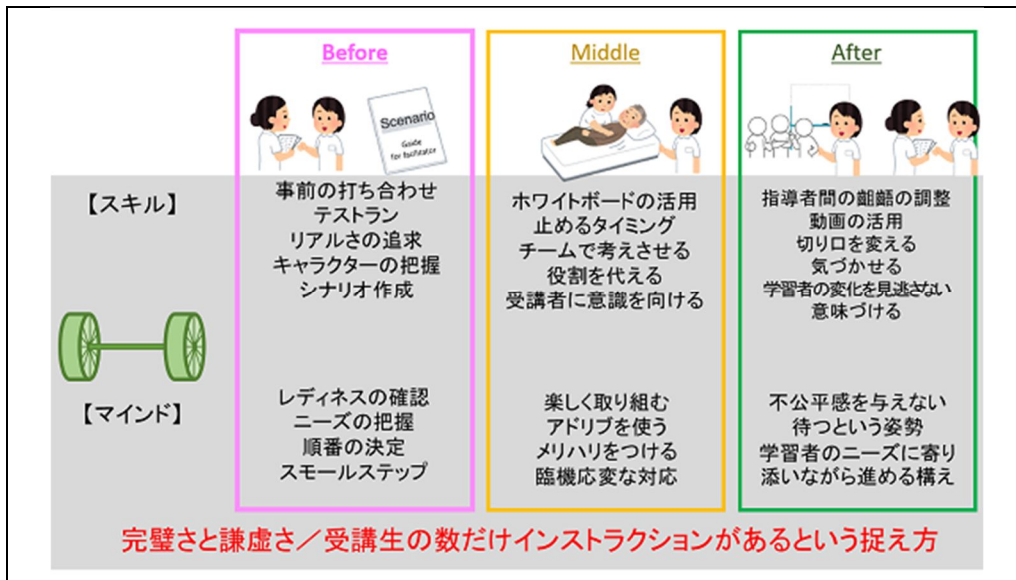 Before
Middle
After
Scenario
Guide
for facilitator
【スキル】
事前の打ち合わせ
テストラン
リアルさの追求
キャラクターの把握
シナリオ作成
ホワイトボードの活用
止めるタイミング
チームで考えさせる
役割を代える
受講者に意識を向ける
指導者間の齟齬の調整
動画の活用
切り口を変える
気づかせる
学習者の変化を見逃さない
意味づける
【マインド】
レディネスの確認
ニーズの把握
順番の決定
スモールステップ
楽しく取り組む
アドリブを使う
メリハリをつける
臨機応変な対応
不公平感を与えない
待つという姿勢
学習者のニーズに寄り
添いながら進める構え
完璧さと謙虚さ/受講生の数だけインストラクションがあるという捉え方